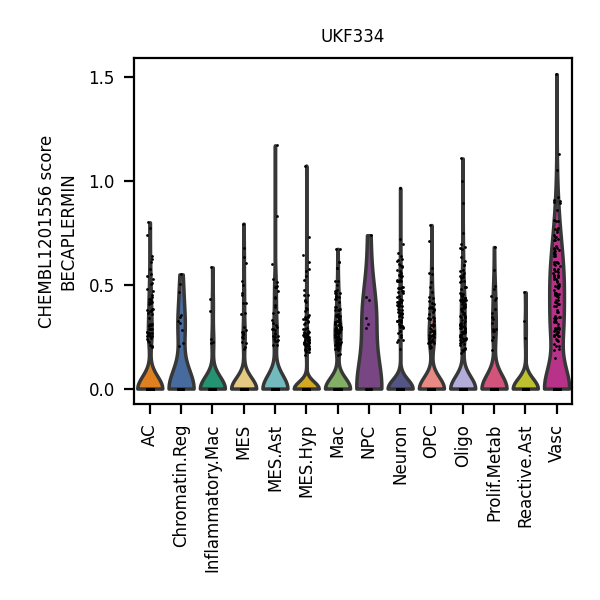 UKF334
CHEMBL1201556 score
BECAPLERMIN
1.5
1.0
0.5
0.0
AC
Chromatin.Reg
Inflammatory.Mac
MES
MES.Ast
MES.Hyp
Mac
NPC
Neuron
OPC
Oligo
Prolif.Metab
Reactive.Ast
Vasc